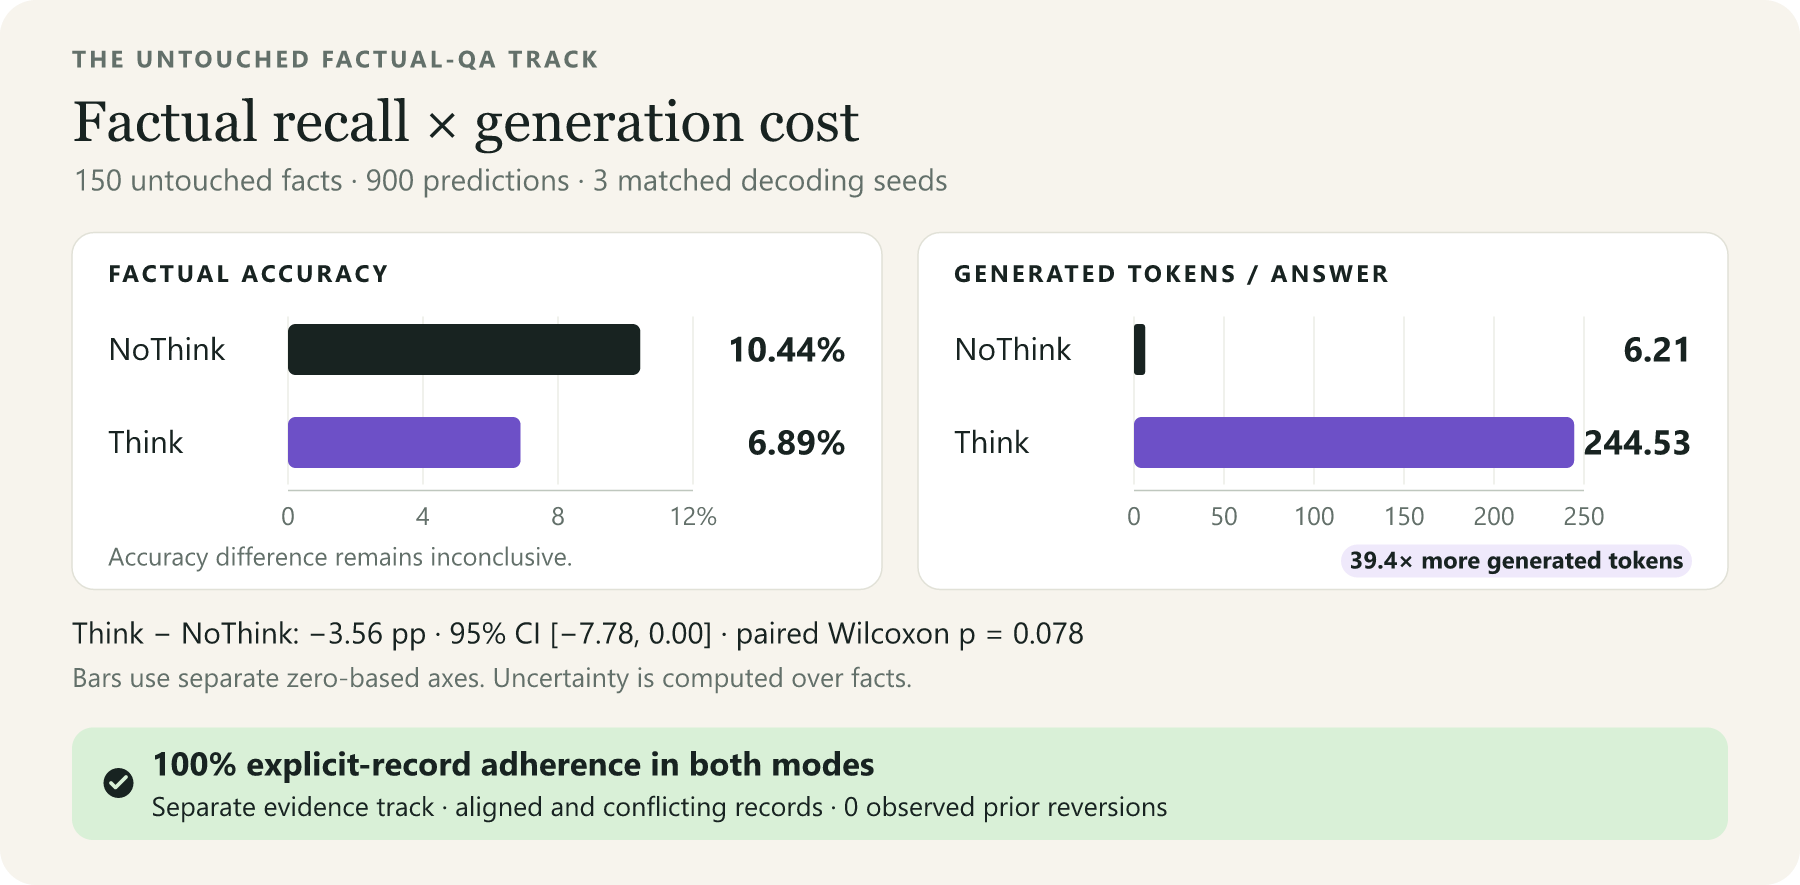 THE UNTOUCHED FACTUAL-QA TRACK
Factual recall × generation cost
150 untouched facts · 900 predictions · 3 matched decoding seeds
FACTUAL ACCURACY
NoThink 10.44%
Think 6.89%
0 4 8 12%
Accuracy difference remains inconclusive.
GENERATED TOKENS / ANSWER
NoThink 6.21
Think 244.53
0 50 100 150 200 250
39.4× more generated tokens
Think − NoThink: −3.56 pp · 95% CI [−7.78, 0.00] · paired Wilcoxon p = 0.078
Bars use separate zero-based axes. Uncertainty is computed over facts.
100% explicit-record adherence in both modes
Separate evidence track · aligned and conflicting records · 0 observed prior reversions